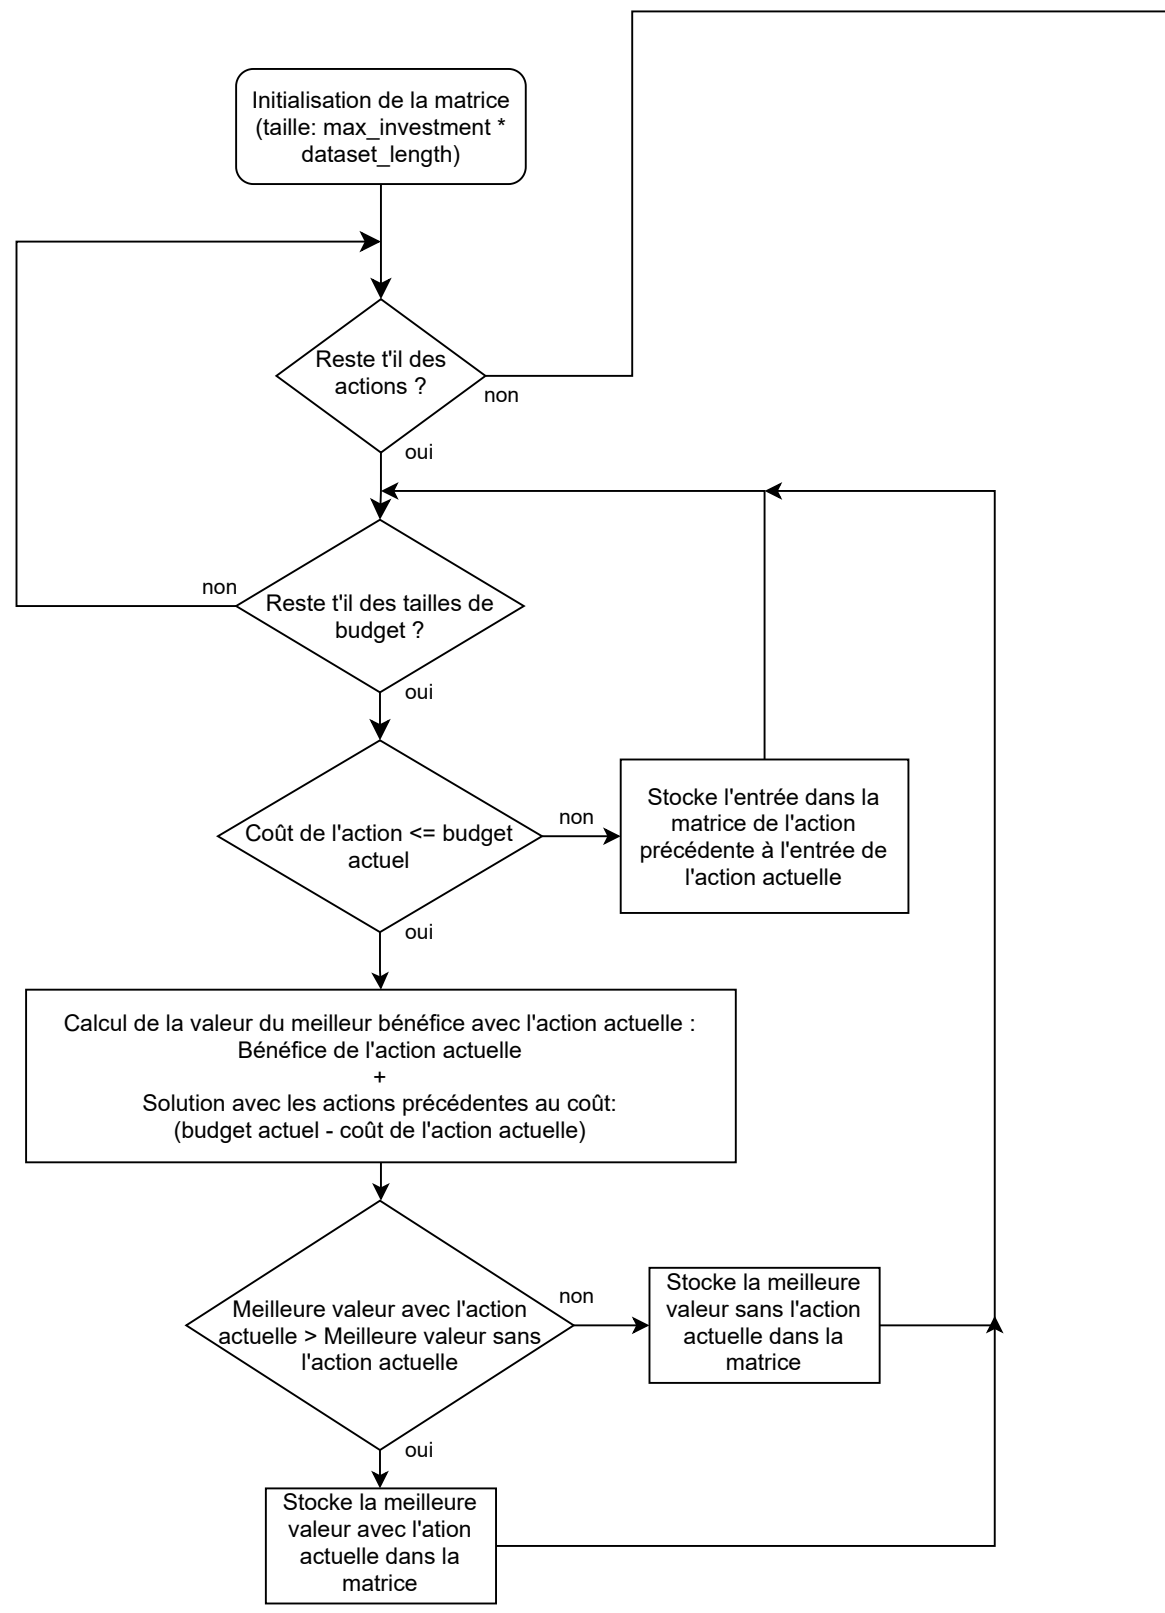 Initialisation de la matrice
(taille: max_investment *
dataset_length)
Reste t'il des
actions ?
non
oui
non
Reste t'il des tailles de
budget ?
oui
Coût de l'action <= budget
actuel
non
Stocke l'entrée dans la
matrice de l'action
précédente à l'entrée de
l'action actuelle
oui
Calcul de la valeur du meilleur bénéfice avec l'action actuelle :
Bénéfice de l'action actuelle
+
Solution avec les actions précédentes au coût:
(budget actuel - coût de l'action actuelle)
Meilleure valeur avec l'action
actuelle > Meilleure valeur sans
l'action actuelle
non
Stocke la meilleure
valeur sans l'action
actuelle dans la
matrice
oui
Stocke la meilleure
valeur avec l'ation
actuelle dans la
matrice